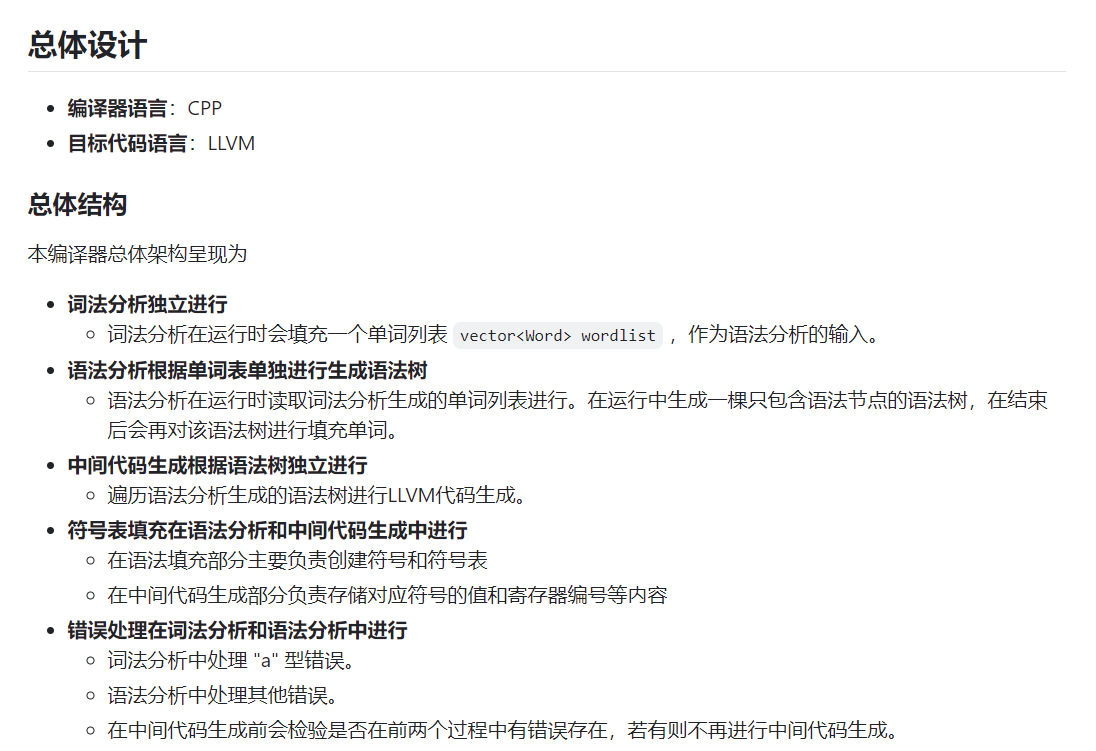 总体设计
编译器语言：CPP
目标代码语言：LLVM
总体结构
本编译器总体架构呈现为
词法分析独立进行
词法分析在运行时会填充一个单词列表 vector<Word> wordlist ，作为语法分析的输入。
语法分析根据单词表单独进行生成语法树
语法分析在运行时读取词法分析生成的单词列表进行。在运行中生成一棵只包含语法节点的语法树，在结束
后会再对该语法树进行填充单词。
中间代码生成根据语法树独立进行
遍历语法分析生成的语法树进行LLVM代码生成。
符号表填充在语法分析和中间代码生成中进行
在语法填充部分主要负责创建符号和符号表
在中间代码生成部分负责存储对应符号的值和寄存器编号等内容
错误处理在词法分析和语法分析中进行
词法分析中处理 "a" 型错误。
语法分析中处理其他错误。
在中间代码生成前会检验是否在前两个过程中有错误存在，若有则不再进行中间代码生成。